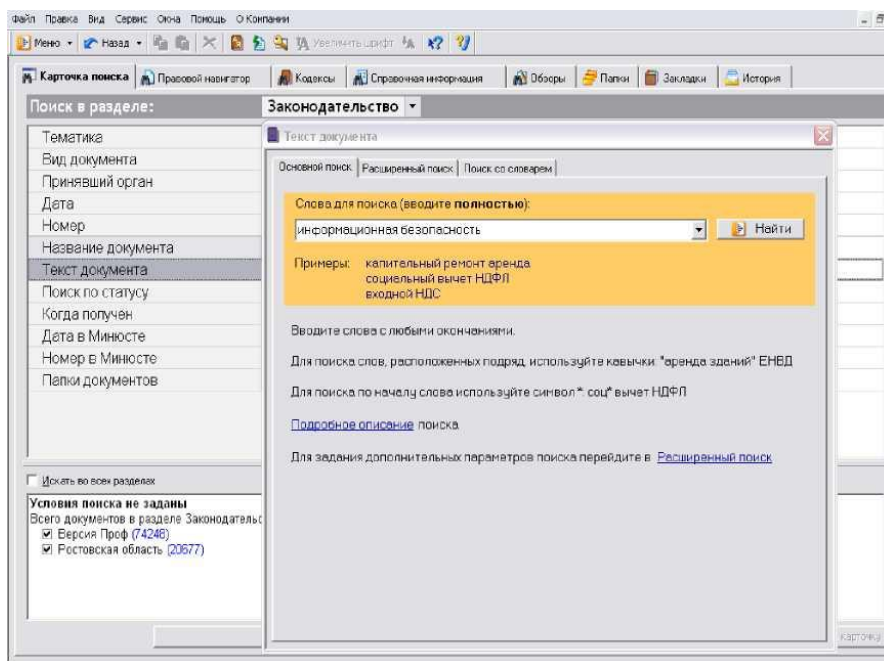 Файл Правка Вид Сервис Окна Помощь О Компании
Меню Назад Увеличить шрифт
Карточка поиска Правовой навигатор Кодексы Справочная информация Обзоры Папки Закладки История
Поиск в разделе: Законодательство
Тематика
Вид документа
Принявший орган
Дата
Номер
Название документа
Текст документа
Поиск по статусу
Когда получен
Дата в Минюсте
Номер в Минюсте
Папки документов
Искать во всех разделах
Условия поиска не заданы
Всего документов в разделе Законодательс
Версия Проф (74248)
Ростовская область (20677)
Текст документа
Основной поиск Расширенный поиск Поиск со словарем
Слова для поиска (вводите полностью):
информационная безопасность Найти
Примеры: капитальный ремонт аренда
социальный вычет НДФЛ
входной НДС
Вводите слова с любыми окончаниями.
Для поиска слов, расположенных подряд, используйте кавычки: "аренда зданий" ЕНВД
Для поиска по началу слова используйте символ *: соц* вычет НДФЛ
Подробное описание поиска
Для задания дополнительных параметров поиска перейдите в Расширенный поиск
карточку